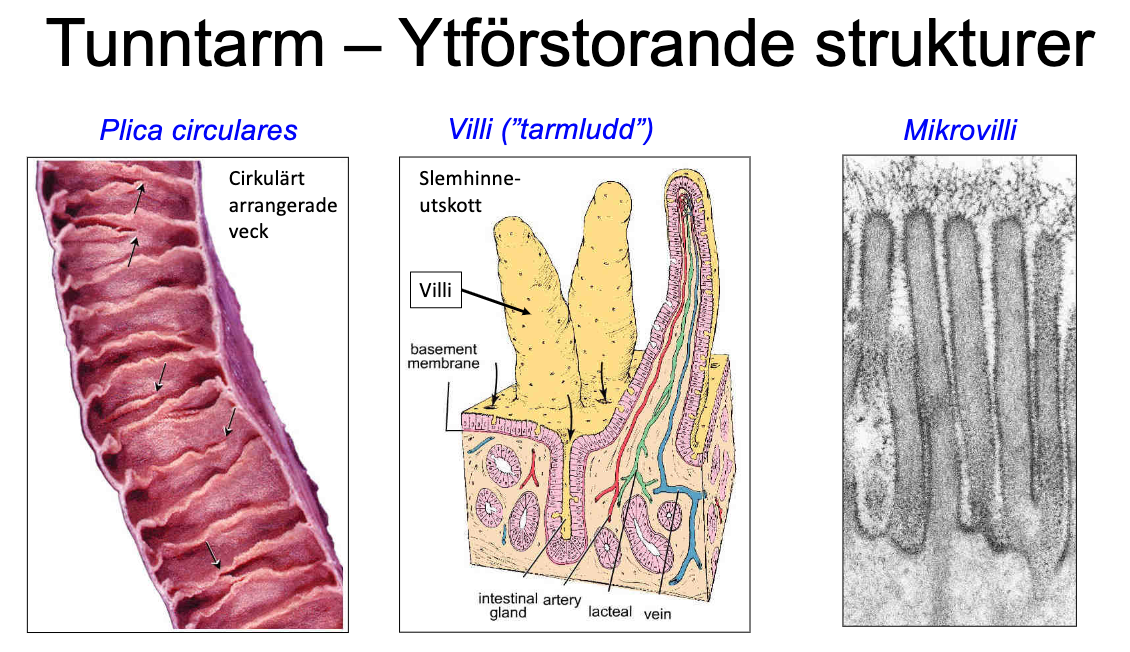 Tunntarm – Ytförstorande strukturer
Plica circulares
Villi (”tarmludd”)
Mikrovilli
Cirkulärt
arrangerade
veck
Slemhinne-
utskott
Villi
basement
membrane
intestinal
gland
artery
lacteal
vein